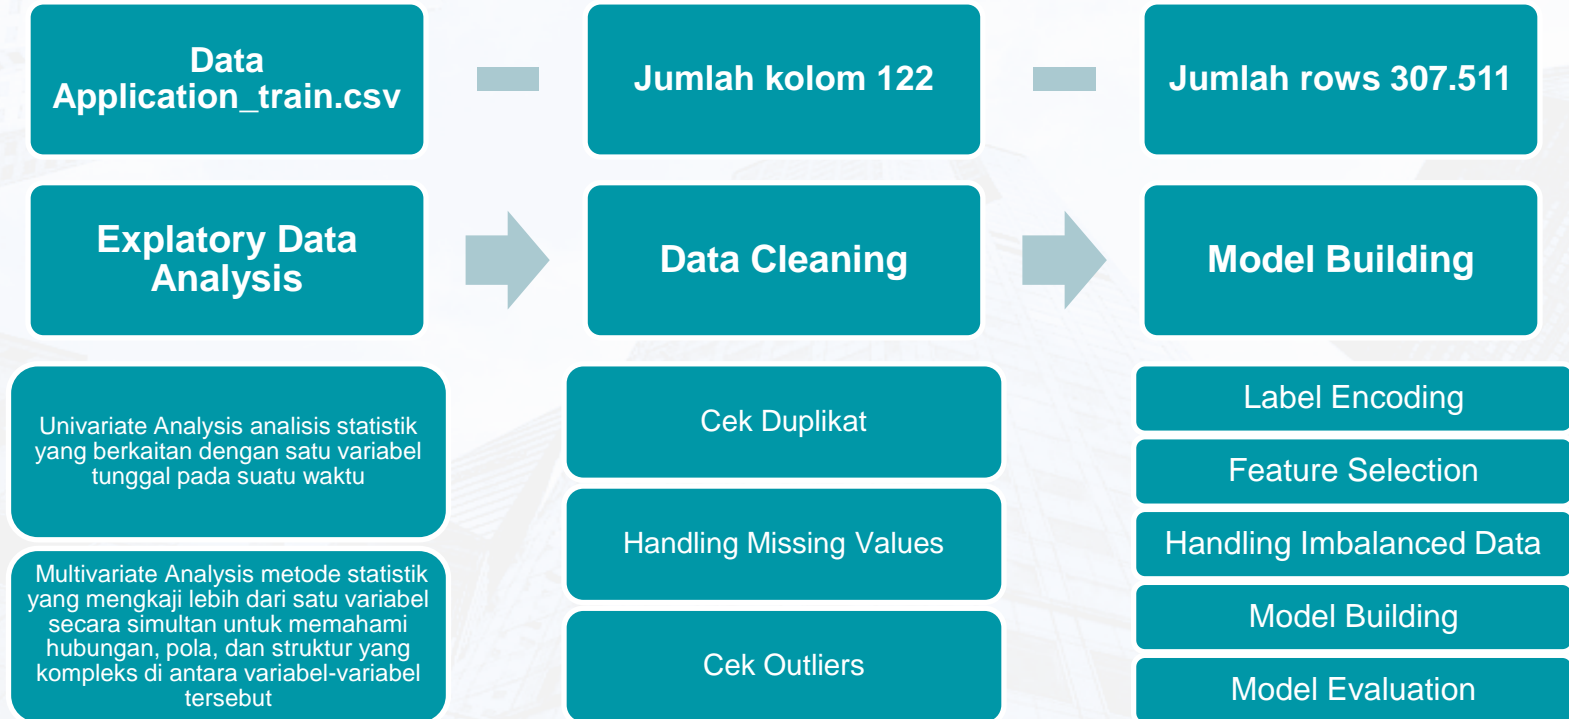 Data
Application_train.csv
Jumlah kolom 122
Jumlah rows 307.511
Explatory Data
Analysis
Data Cleaning
Model Building
Univariate Analysis analisis statistik
yang berkaitan dengan satu variabel
tunggal pada suatu waktu
Multivariate Analysis metode statistik
yang mengkaji lebih dari satu variabel
secara simultan untuk memahami
hubungan, pola, dan struktur yang
kompleks di antara variabel-variabel
tersebut
Cek Duplikat
Handling Missing Values
Cek Outliers
Label Encoding
Feature Selection
Handling Imbalanced Data
Model Building
Model Evaluation